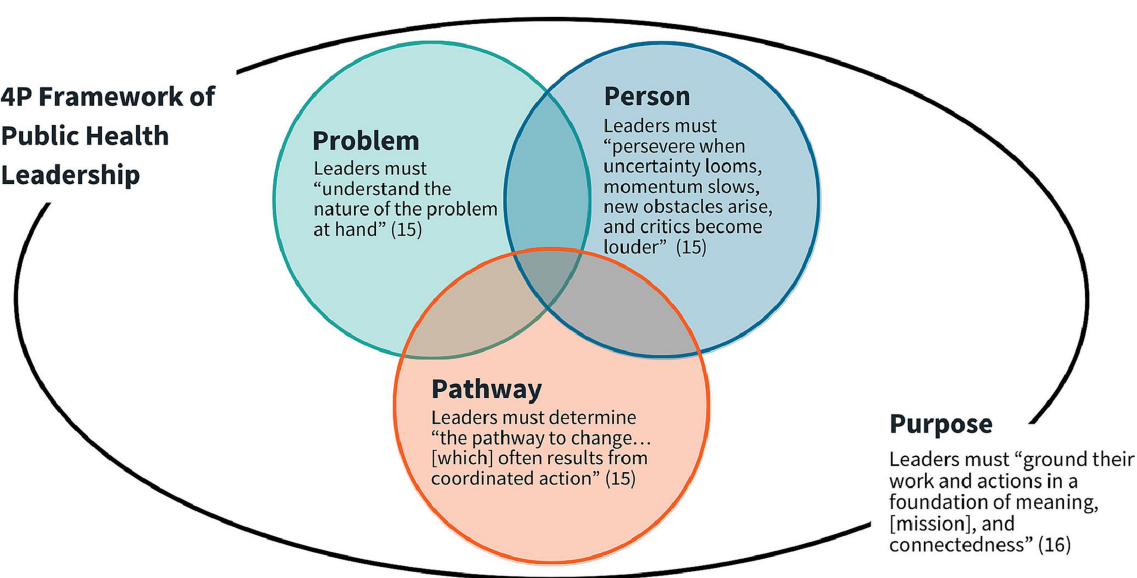 4P Framework of
Public Health
Leadership
Problem
Leaders must
“understand the
nature of the problem
at hand” (15)
Person
Leaders must
“persevere when
uncertainty looms,
momentum slows,
new obstacles arise,
and critics become
louder” (15)
Pathway
Leaders must determine
“the pathway to change…
[which] often results from
coordinated action” (15)
Purpose
Leaders must “ground their
work and actions in a
foundation of meaning,
[mission], and
connectedness” (16)